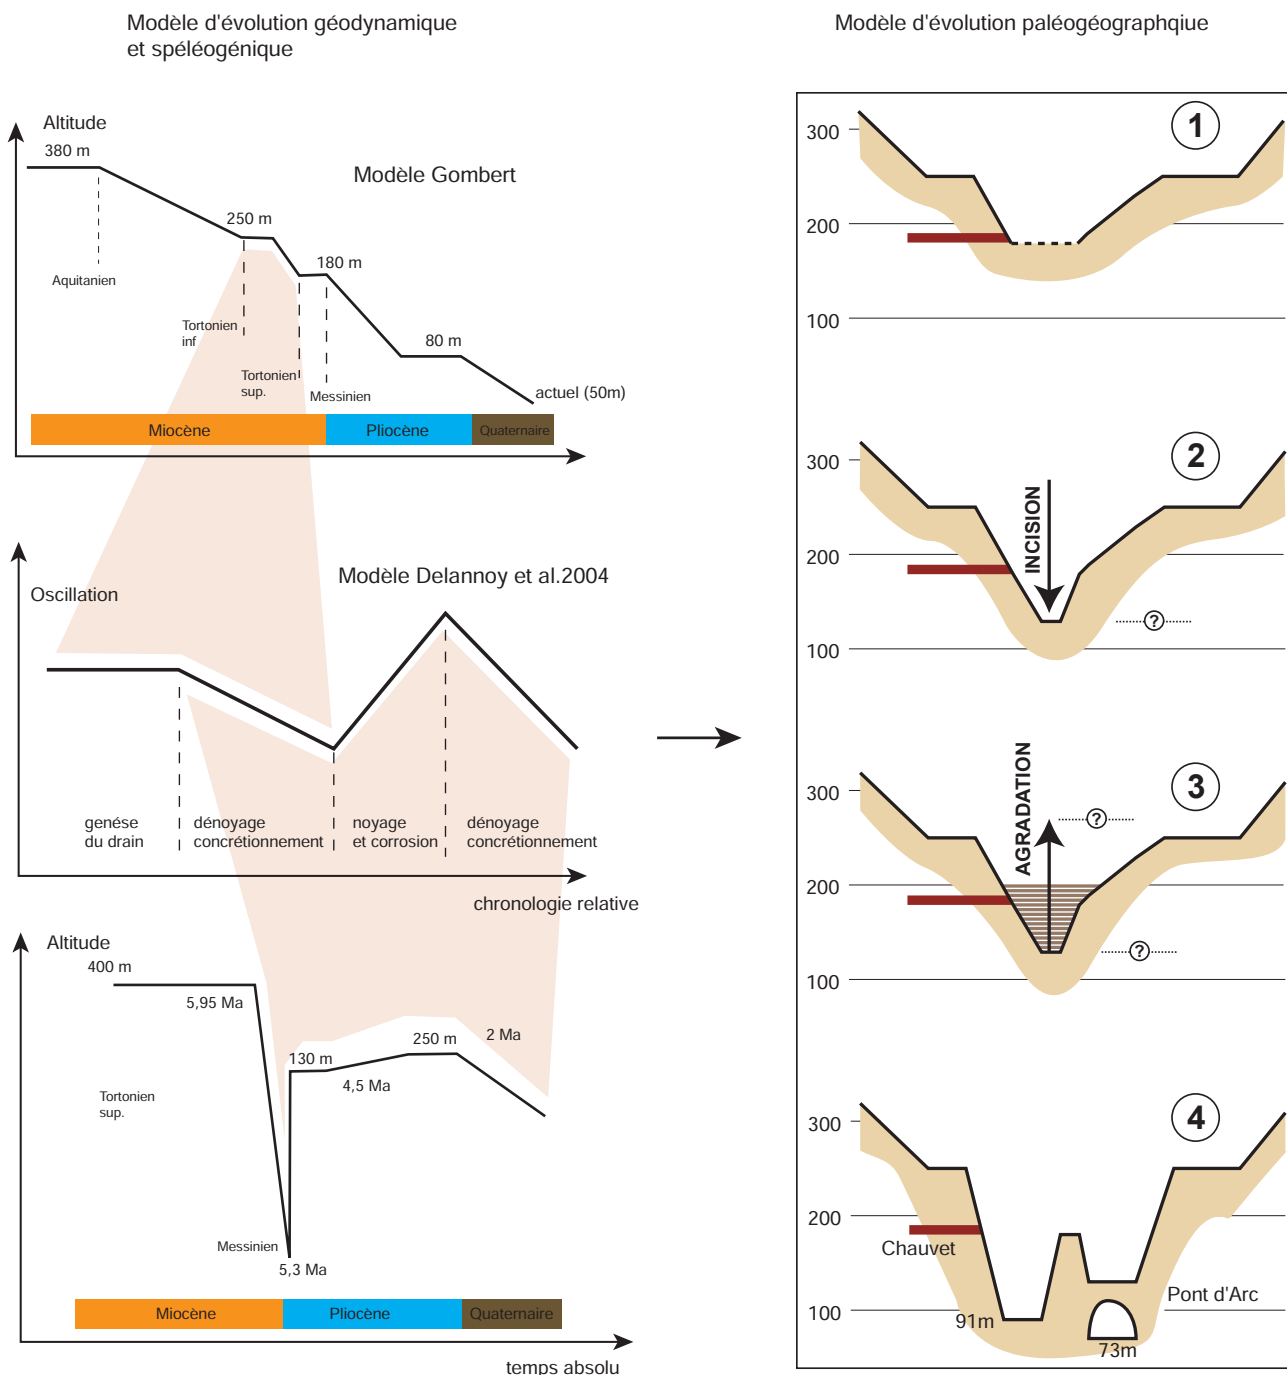 Modèle d'évolution géodynamique
et spéléogénique
Altitude
380 m
Modèle Gombert
250 m
180 m
Aquitanien
Tortonien
inf
80 m
Tortonien
sup.
Messinien
actuel (50m)
Miocène
Pliocène
Quaternaire
Oscillation
Modèle Delannoy et al.2004
genése
du drain
dénoyage
concrétionnement
noyage
et corrosion
dénoyage
concrétionnement
chronologie relative
Altitude
400 m
5,95 Ma
130 m
250 m
2 Ma
4,5 Ma
Tortonien
sup.
Messinien
5,3 Ma
Miocène
Pliocène
Quaternaire
temps absolu
Modèle d'évolution paléogéographqiue
1
300
200
100
2
300
INCISION
200
?
100
3
300
AGRADATION
?
200
?
100
4
300
200
Chauvet
100
91m
Pont d'Arc
73m